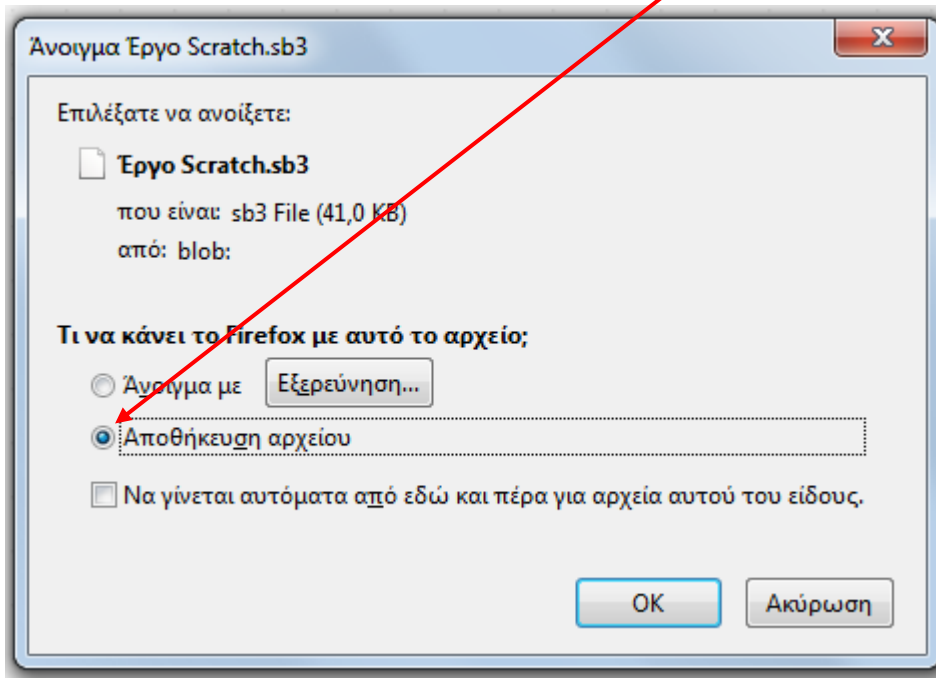 Άνοιγμα Έργο Scratch.sb3
Επιλέξατε να ανοίξετε:
Έργο Scratch.sb3
που είναι: sb3 File (41,0 KB)
από: blob:
Τι να κάνει το Firefox με αυτό το αρχείο;
Άνοιγμα με Εξερεύνηση...
Αποθήκευση αρχείου
Να γίνεται αυτόματα από εδώ και πέρα για αρχεία αυτού του είδους.
OK Ακύρωση